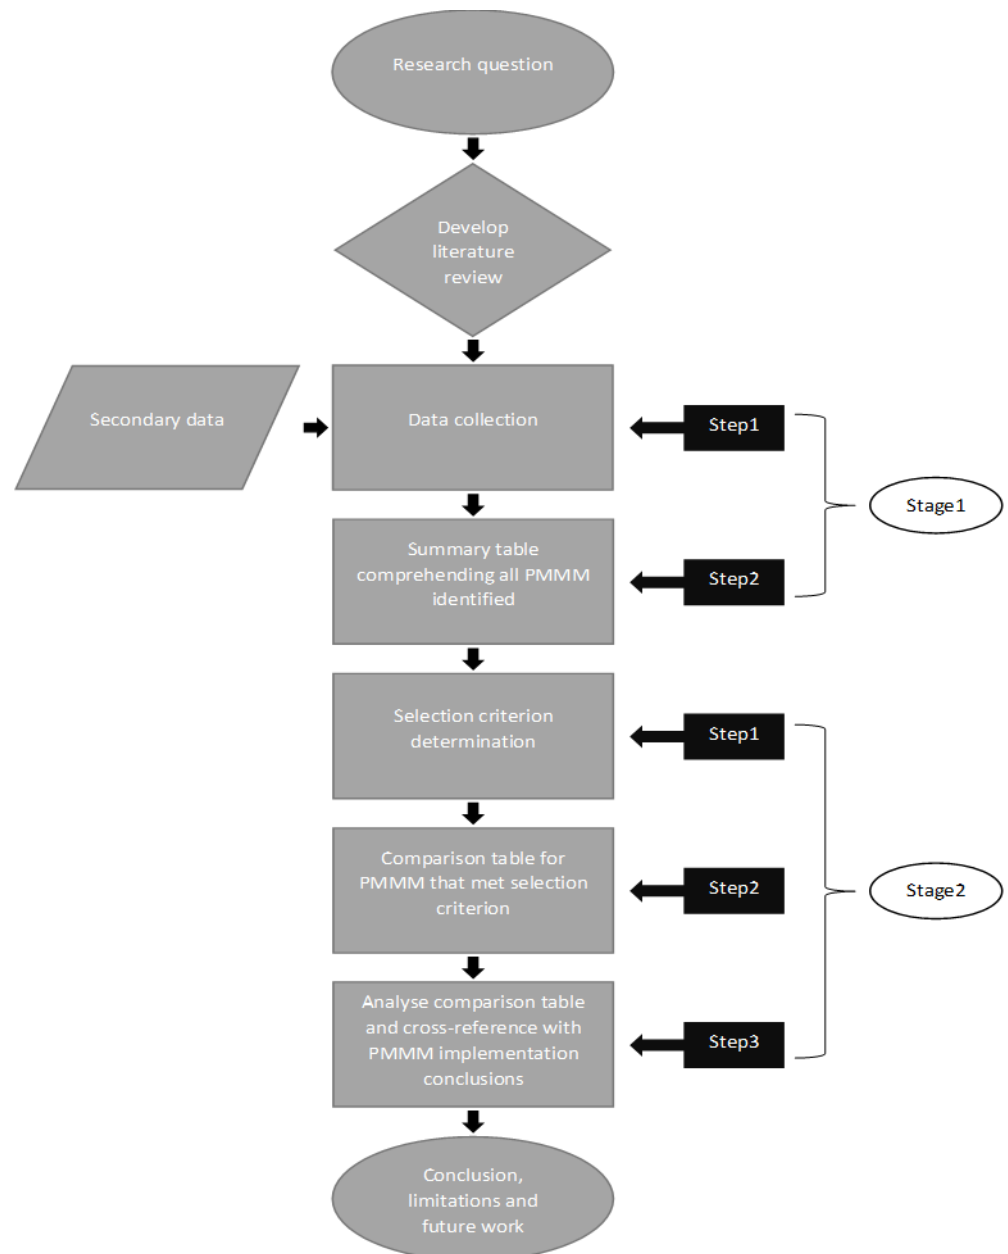 Research question
Develop
literature
review
Secondary data
Data collection
Step1
Stage1
Summary table
comprehending all PMMM
identified
Step2
Selection criterion
determination
Step1
Comparison table for
PMMM that met selection
criterion
Step2
Stage2
Analyse comparison table
and cross-reference with
PMMM implementation
conclusions
Step3
Conclusion,
limitations and
future work